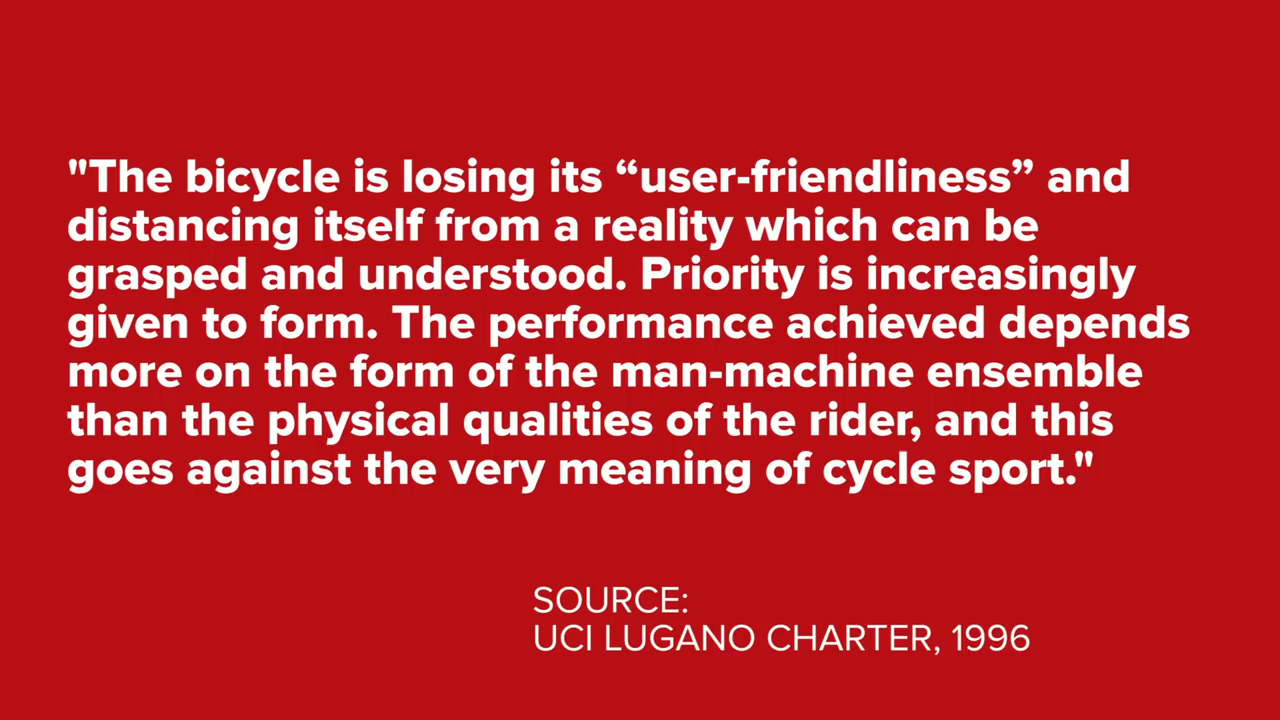 "The bicycle is losing its “user-friendliness” and
distancing itself from a reality which can be
grasped and understood. Priority is increasingly
given to form. The performance achieved depends
more on the form of the man-machine ensemble
than the physical qualities of the rider, and this
goes against the very meaning of cycle sport."
SOURCE:
UCI LUGANO CHARTER, 1996